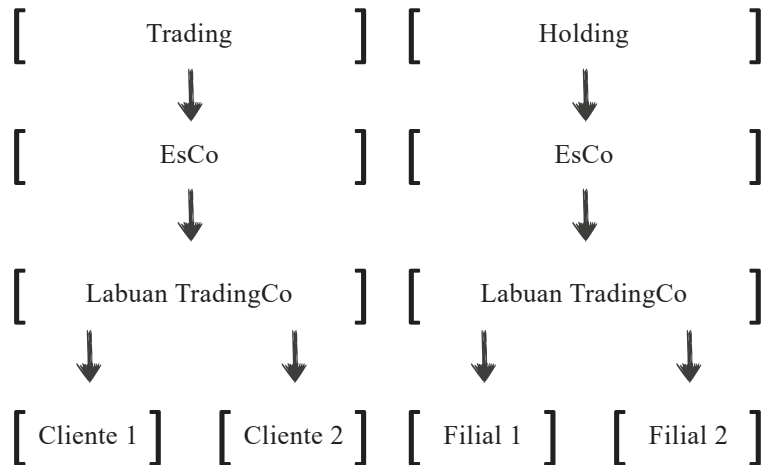 Trading
Holding
EsCo
EsCo
Labuan TradingCo
Labuan TradingCo
Cliente 1
Cliente 2
Filial 1
Filial 2